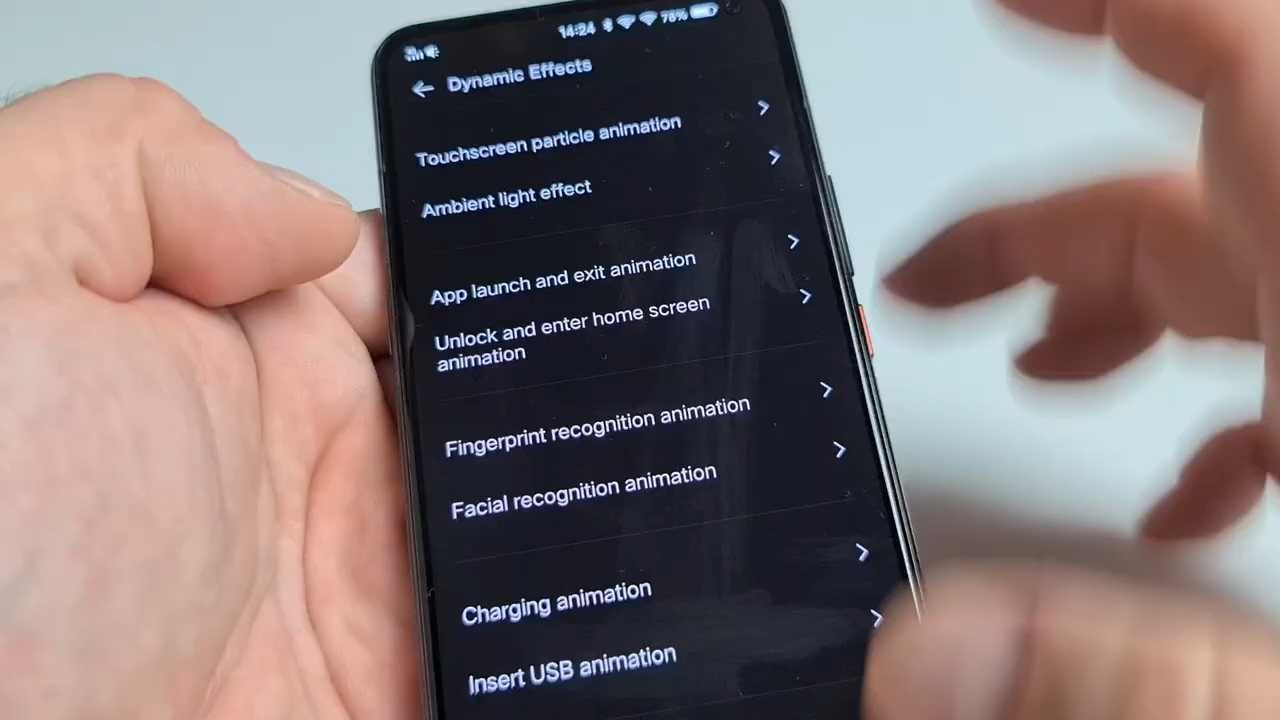 14:24 78%
Dynamic Effects
Touchscreen particle animation
Ambient light effect
App launch and exit animation
Unlock and enter home screen
animation
Fingerprint recognition animation
Facial recognition animation
Charging animation
Insert USB animation